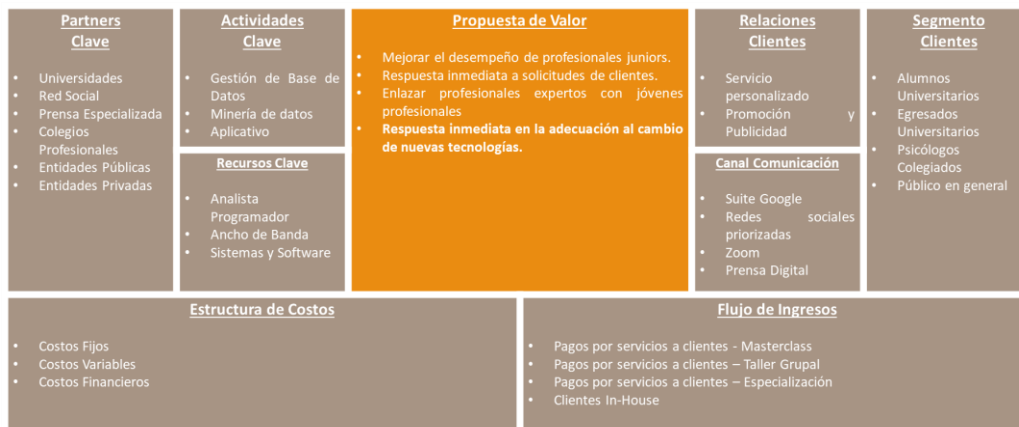 Partners
Clave
• Universidades
• Red Social
• Prensa Especializada
• Colegios
Profesionales
• Entidades Públicas
• Entidades Privadas
Actividades
Clave
• Gestión de Base de
Datos
• Minería de datos
• Aplicativo
Recursos Clave
• Analista
Programador
• Ancho de Banda
• Sistemas y Software
Propuesta de Valor
• Mejorar el desempeño de profesionales juniors.
• Respuesta inmediata a solicitudes de clientes.
• Enlazar profesionales expertos con jóvenes
profesionales
• Respuesta inmediata en la adecuación al cambio
de nuevas tecnologías.
Relaciones
Clientes
• Servicio
personalizado
• Promoción y
Publicidad
Canal Comunicación
• Suite Google
• Redes sociales
priorizadas
• Zoom
• Prensa Digital
Segmento
Clientes
• Alumnos
Universitarios
• Egresados
Universitarios
• Psicólogos
Colegiados
• Público en general
Estructura de Costos
• Costos Fijos
• Costos Variables
• Costos Financieros
Flujo de Ingresos
• Pagos por servicios a clientes - Masterclass
• Pagos por servicios a clientes – Taller Grupal
• Pagos por servicios a clientes – Especialización
• Clientes In-House